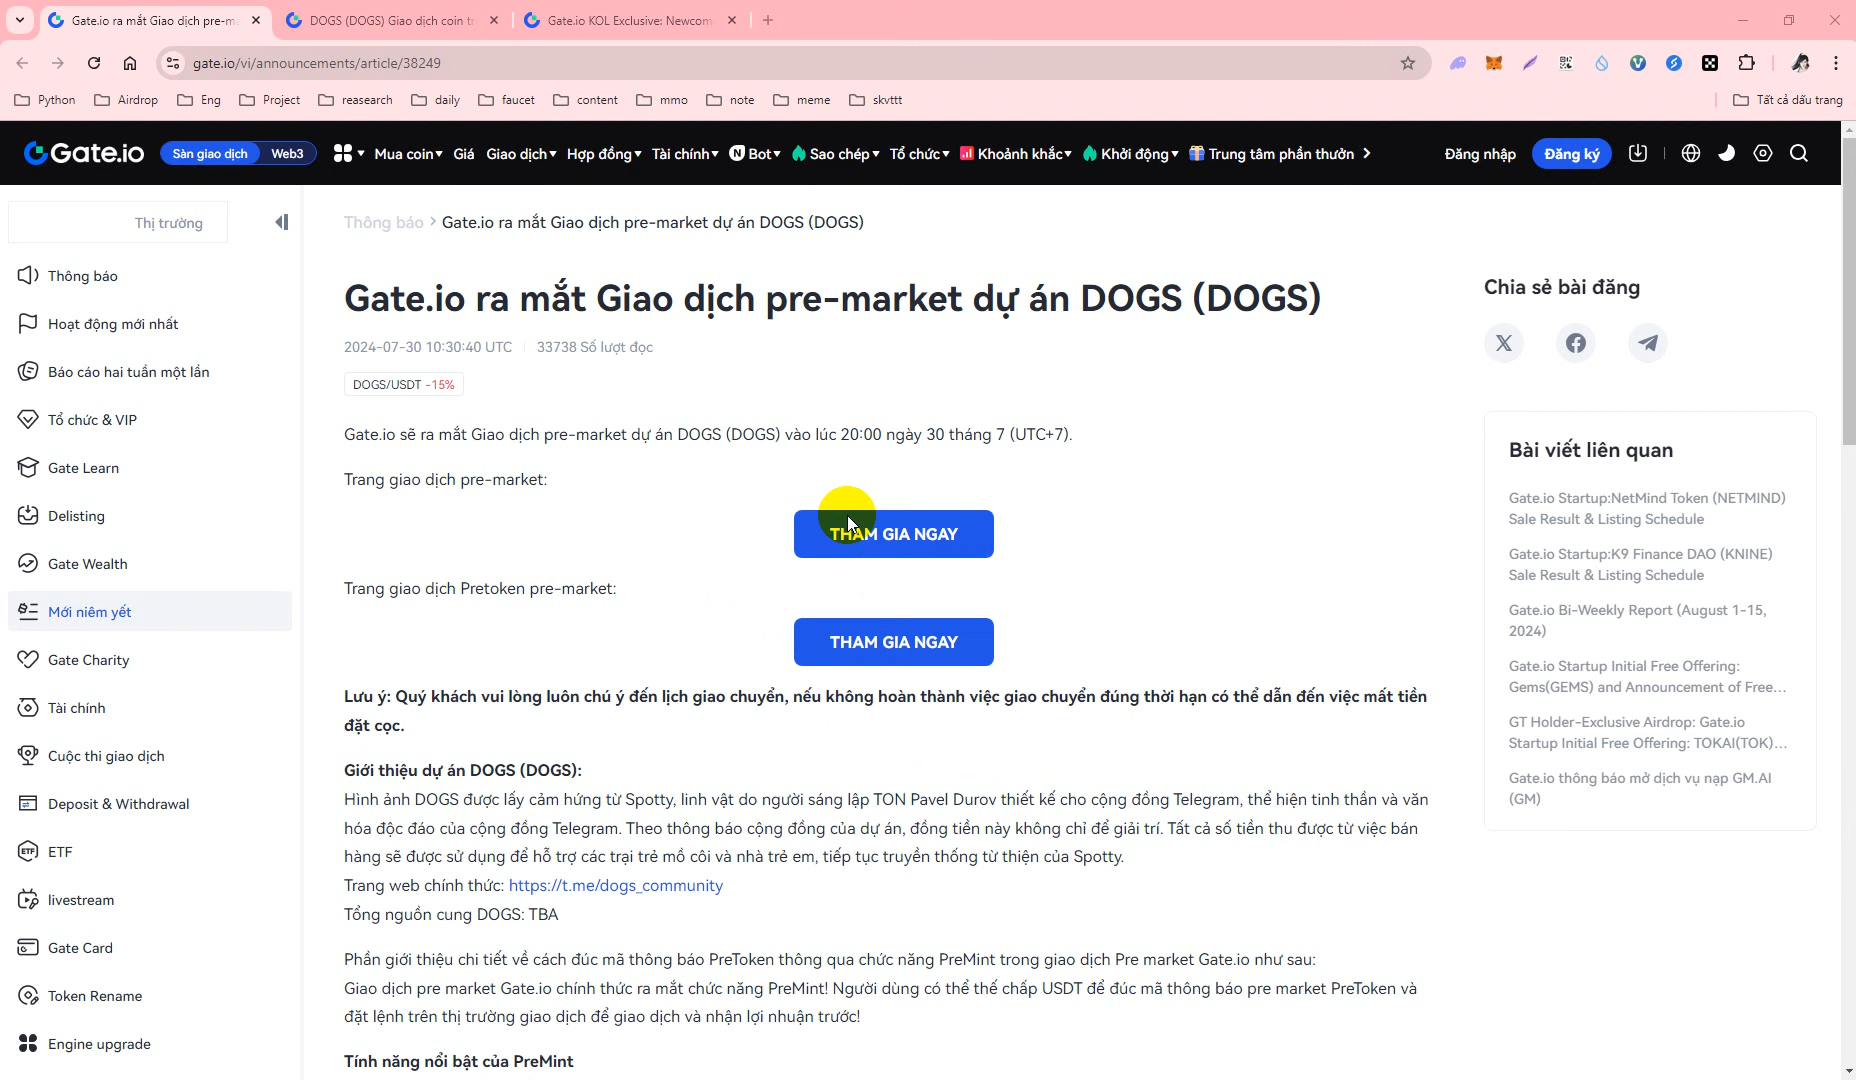 Gate.io ra mắt Giao dịch pre-m
DOGS (DOGS) Giao dịch coin t
Gate.io KOL Exclusive: Newcom
gate.io/vi/announcements/article/38249
Python
Airdrop
Eng
Project
reasearch
daily
faucet
content
mmo
note
meme
skvttt
Tất cả dấu trang
Gate.io
Sàn giao dịch
Web3
Mua coin
Giá
Giao dịch
Hợp đồng
Tài chính
Bot
Sao chép
Tổ chức
Khoảnh khắc
Khởi động
Trung tâm phần thưởn
Đăng nhập
Đăng ký
Thị trường
Thông báo
Hoạt động mới nhất
Báo cáo hai tuần một lần
Tổ chức & VIP
Gate Learn
Delisting
Gate Wealth
Mới niêm yết
Gate Charity
Tài chính
Cuộc thi giao dịch
Deposit & Withdrawal
ETF
livestream
Gate Card
Token Rename
Engine upgrade
Thông báo > Gate.io ra mắt Giao dịch pre-market dự án DOGS (DOGS)
Gate.io ra mắt Giao dịch pre-market dự án DOGS (DOGS)
2024-07-30 10:30:40 UTC
33738 Số lượt đọc
DOGS/USDT -15%
Gate.io sẽ ra mắt Giao dịch pre-market dự án DOGS (DOGS) vào lúc 20:00 ngày 30 tháng 7 (UTC+7).
Trang giao dịch pre-market:
THAM GIA NGAY
Trang giao dịch Pretoken pre-market:
THAM GIA NGAY
Lưu ý: Quý khách vui lòng luôn chú ý đến lịch giao chuyển, nếu không hoàn thành việc giao chuyển đúng thời hạn có thể dẫn đến việc mất tiền
đặt cọc.
Giới thiệu dự án DOGS (DOGS):
Hình ảnh DOGS được lấy cảm hứng từ Spotty, linh vật do người sáng lập TON Pavel Durov thiết kế cho cộng đồng Telegram, thể hiện tinh thần và văn
hóa độc đáo của cộng đồng Telegram. Theo thông báo cộng đồng của dự án, đồng tiền này không chỉ để giải trí. Tất cả số tiền thu được từ việc bán
hàng sẽ được sử dụng để hỗ trợ các trại trẻ mồ côi và nhà trẻ em, tiếp tục truyền thống từ thiện của Spotty.
Trang web chính thức: https://t.me/dogs_community
Tổng nguồn cung DOGS: TBA
Phần giới thiệu chi tiết về cách đúc mã thông báo PreToken thông qua chức năng PreMint trong giao dịch Pre market Gate.io như sau:
Giao dịch pre market Gate.io chính thức ra mắt chức năng PreMint! Người dùng có thể thế chấp USDT để đúc mã thông báo pre market PreToken và
đặt lệnh trên thị trường giao dịch để giao dịch và nhận lợi nhuận trước!
Tính năng nổi bật của PreMint
Chia sẻ bài đăng
Bài viết liên quan
Gate.io Startup:NetMind Token (NETMIND)
Sale Result & Listing Schedule
Gate.io Startup:K9 Finance DAO (KNINE)
Sale Result & Listing Schedule
Gate.io Bi-Weekly Report (August 1-15,
2024)
Gate.io Startup Initial Free Offering:
Gems(GEMS) and Announcement of Free...
GT Holder-Exclusive Airdrop: Gate.io
Startup Initial Free Offering: TOKAI(TOK)...
Gate.io thông báo mở dịch vụ nạp GM.AI
(GM)